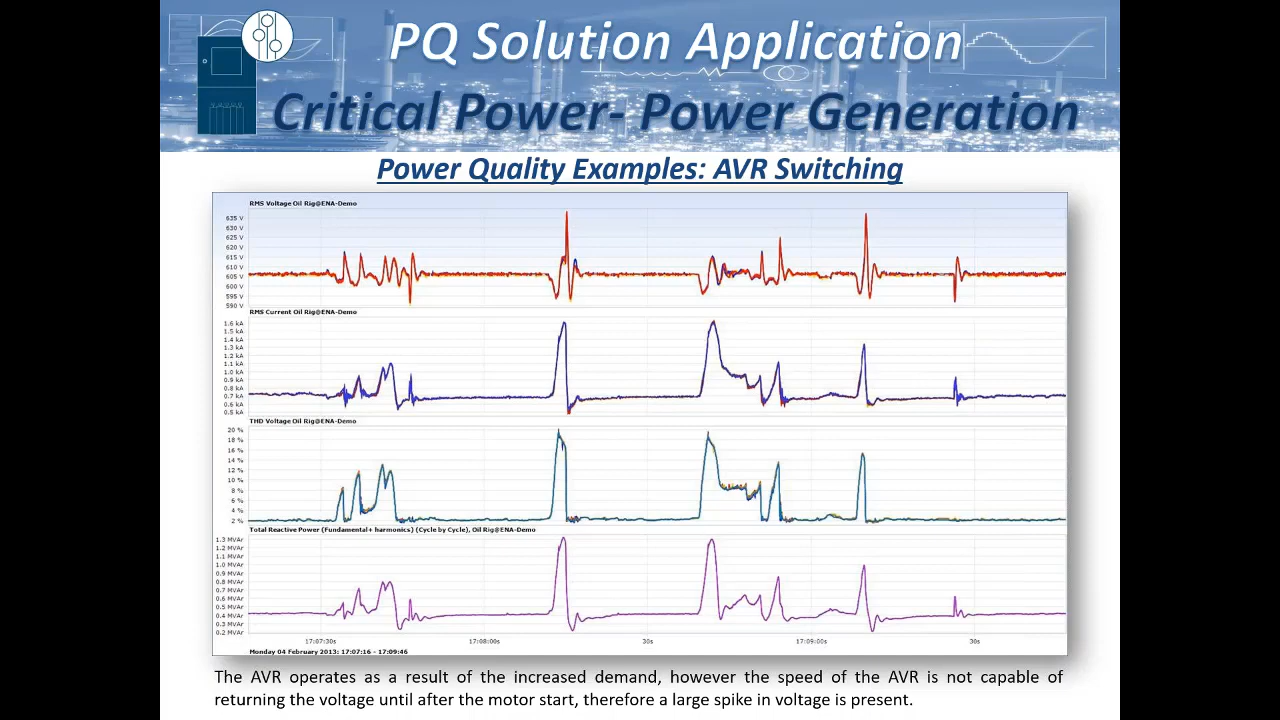 PQ Solution Application
Critical Power- Power Generation
Power Quality Examples: AVR Switching
RMS Voltage Oil Rig@ENA-Demo
635 V
630 V
625 V
620 V
615 V
610 V
605 V
600 V
595 V
590 V
RMS Current Oil Rig@ENA-Demo
1.6 kA
1.5 kA
1.4 kA
1.3 kA
1.2 kA
1.1 kA
1.0 kA
0.9 kA
0.8 kA
0.7 kA
0.6 kA
0.5 kA
THD Voltage Oil Rig@ENA-Demo
20 %
18 %
16 %
14 %
12 %
10 %
8 %
6 %
4 %
2 %
Total Reactive Power (Fundamental+ harmonics) (Cycle by Cycle), Oil Rig@ENA-Demo
1.3 MVAr
1.2 MVAr
1.1 MVAr
1.0 MVAr
0.9 MVAr
0.8 MVAr
0.7 MVAr
0.6 MVAr
0.5 MVAr
0.4 MVAr
0.3 MVAr
0.2 MVAr
17:07:30s 17:08:00s 30s 17:09:00s 30s
Monday 04 February 2013: 17:07:16 - 17:09:46
The AVR operates as a result of the increased demand, however the speed of the AVR is not capable of
returning the voltage until after the motor start, therefore a large spike in voltage is present.